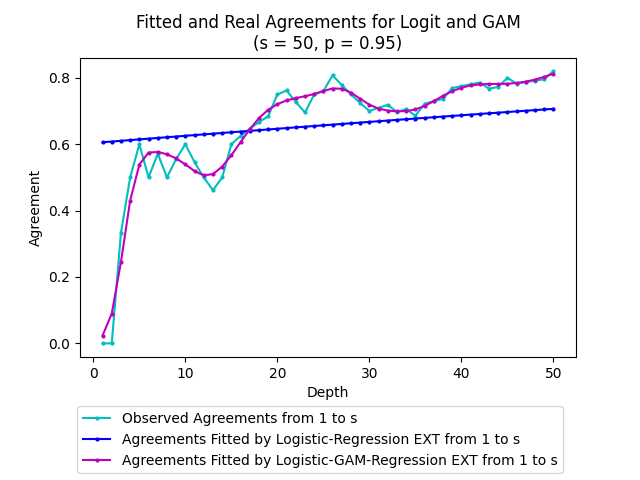 Fitted and Real Agreements for Logit and GAM
(s = 50, p = 0.95)
0.8
0.6
0.4
0.2
0.0
Agreement
0 10 20 30 40 50
Depth
Observed Agreements from 1 to s
Agreements Fitted by Logistic-Regression EXT from 1 to s
Agreements Fitted by Logistic-GAM-Regression EXT from 1 to s